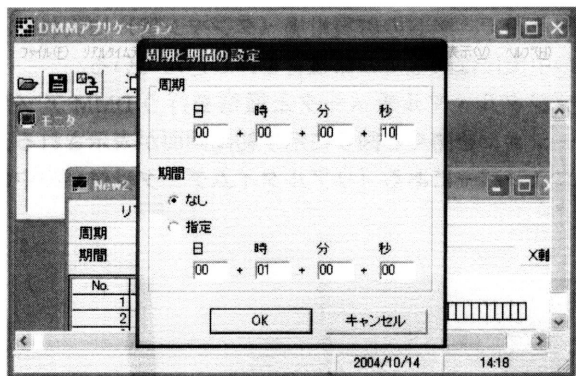 DMMアプリケーション
ファイル(F) リアルタイム 表示(V) ヘルプ(H)
モニタ
New2
周期
期間
No.
1
2
X軸
周期と期間の設定
周期
日 時 分 秒
00 + 00 + 00 + 10
期間
なし
指定
日 時 分 秒
00 + 01 + 00 + 00
OK キャンセル
2004/10/14 14:18